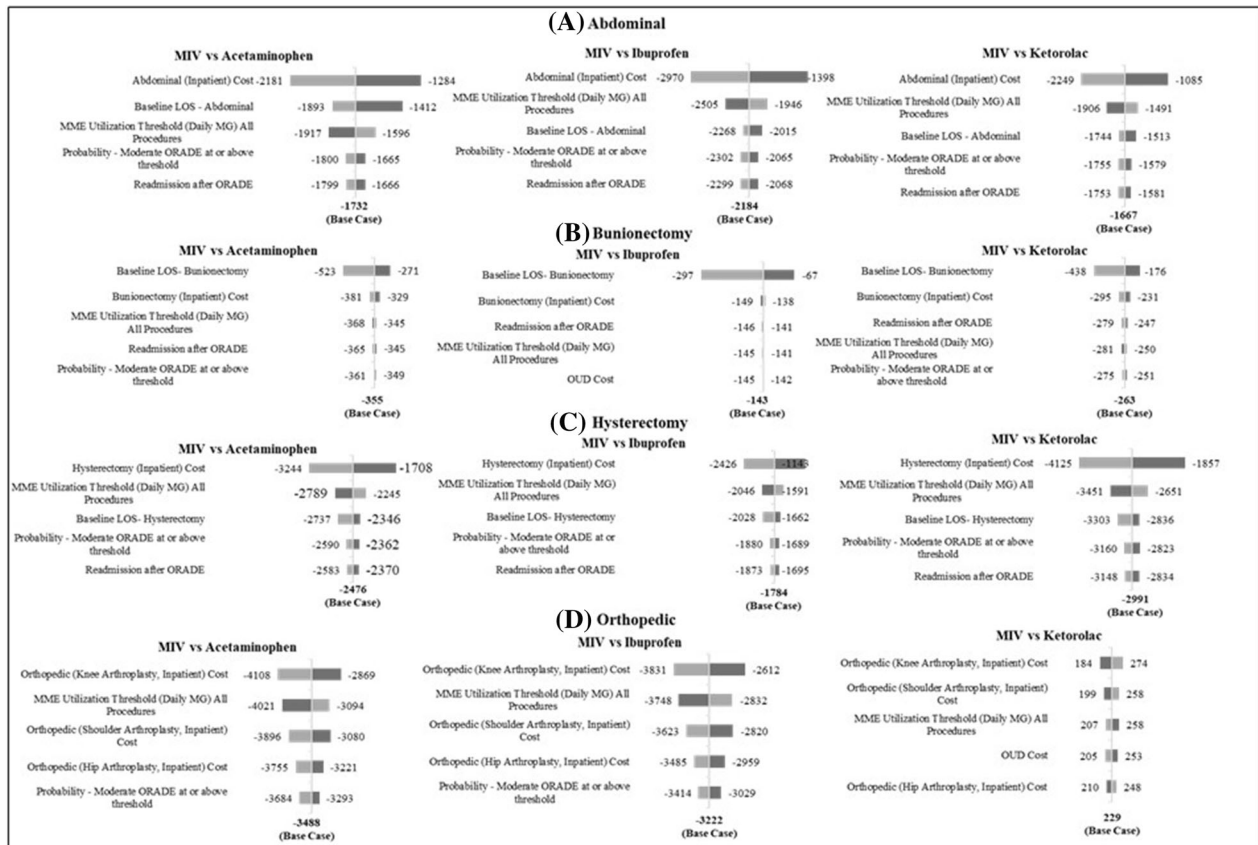 (A) Abdominal
MIV vs Acetaminophen
Abdominal (Inpatient) Cost -2181 -1284
Baseline LOS - Abdominal -1893 -1412
MME Utilization Threshold (Daily MG) All
Procedures -1917 -1596
Probability - Moderate ORADE at or above
threshold -1800 -1665
Readmission after ORADE -1799 -1666
-1732
(Base Case)
MIV vs Ibuprofen
Abdominal (Inpatient) Cost -2970 -1398
MME Utilization Threshold (Daily MG) All
Procedures -2505 -1946
Baseline LOS - Abdominal -2268 -2015
Probability - Moderate ORADE at or above
threshold -2302 -2065
Readmission after ORADE -2299 -2068
-2184
(Base Case)
MIV vs Ketorolac
Abdominal (Inpatient) Cost -2249 -1085
MME Utilization Threshold (Daily MG) All
Procedures -1906 -1491
Baseline LOS - Abdominal -1744 -1513
Probability - Moderate ORADE at or above
threshold -1755 -1579
Readmission after ORADE -1753 -1581
-1667
(Base Case)
(B) Bunionectomy
MIV vs Acetaminophen
Baseline LOS- Bunionectomy -523 -271
Bunionectomy (Inpatient) Cost -381 -329
MME Utilization Threshold (Daily MG)
All Procedures -368 -345
Readmission after ORADE -365 -345
Probability - Moderate ORADE at or above
threshold -361 -349
-355
(Base Case)
MIV vs Ibuprofen
Baseline LOS- Bunionectomy -297 -67
Bunionectomy (Inpatient) Cost -149 -138
Readmission after ORADE -146 -141
MME Utilization Threshold (Daily MG)
All Procedures -145 -141
OUD Cost -145 -142
-143
(Base Case)
MIV vs Ketorolac
Baseline LOS- Bunionectomy -438 -176
Bunionectomy (Inpatient) Cost -295 -231
Readmission after ORADE -279 -247
MME Utilization Threshold (Daily MG)
All Procedures -281 -250
Probability - Moderate ORADE at or
above threshold -275 -251
-263
(Base Case)
(C) Hysterectomy
MIV vs Acetaminophen
Hysterectomy (Inpatient) Cost -3244 -1708
MME Utilization Threshold (Daily MG) All
Procedures -2789 -2245
Baseline LOS- Hysterectomy -2737 -2346
Probability - Moderate ORADE at or above
threshold -2590 -2362
Readmission after ORADE -2583 -2370
-2476
(Base Case)
MIV vs Ibuprofen
Hysterectomy (Inpatient) Cost -2426 -1143
MME Utilization Threshold (Daily MG)
All Procedures -2046 -1591
Baseline LOS- Hysterectomy -2028 -1662
Probability - Moderate ORADE at or
above threshold -1880 -1689
Readmission after ORADE -1873 -1695
-1784
(Base Case)
MIV vs Ketorolac
Hysterectomy (Inpatient) Cost -4125 -1857
MME Utilization Threshold (Daily MG) All
Procedures -3451 -2651
Baseline LOS- Hysterectomy -3303 -2836
Probability - Moderate ORADE at or above
threshold -3160 -2823
Readmission after ORADE -3148 -2834
-2991
(Base Case)
(D) Orthopedic
MIV vs Acetaminophen
Orthopedic (Knee Arthroplasty, Inpatient) Cost -4108 -2869
MME Utilization Threshold (Daily MG) All
Procedures -4021 -3094
Orthopedic (Shoulder Arthroplasty, Inpatient)
Cost -3896 -3080
Orthopedic (Hip Arthroplasty, Inpatient) Cost -3755 -3221
Probability - Moderate ORADE at or above
threshold -3684 -3293
-3488
(Base Case)
MIV vs Ibuprofen
Orthopedic (Knee Arthroplasty, Inpatient) Cost -3831 -2612
MME Utilization Threshold (Daily MG) All
Procedures -3748 -2832
Orthopedic (Shoulder Arthroplasty, Inpatient)
Cost -3623 -2820
Orthopedic (Hip Arthroplasty, Inpatient) Cost -3485 -2959
Probability - Moderate ORADE at or above
threshold -3414 -3029
-3222
(Base Case)
MIV vs Ketorolac
Orthopedic (Knee Arthroplasty, Inpatient) Cost 184 274
Orthopedic (Shoulder Arthroplasty, Inpatient)
Cost 199 258
MME Utilization Threshold (Daily MG) All
Procedures 207 258
OUD Cost 205 253
Orthopedic (Hip Arthroplasty, Inpatient) Cost 210 248
229
(Base Case)